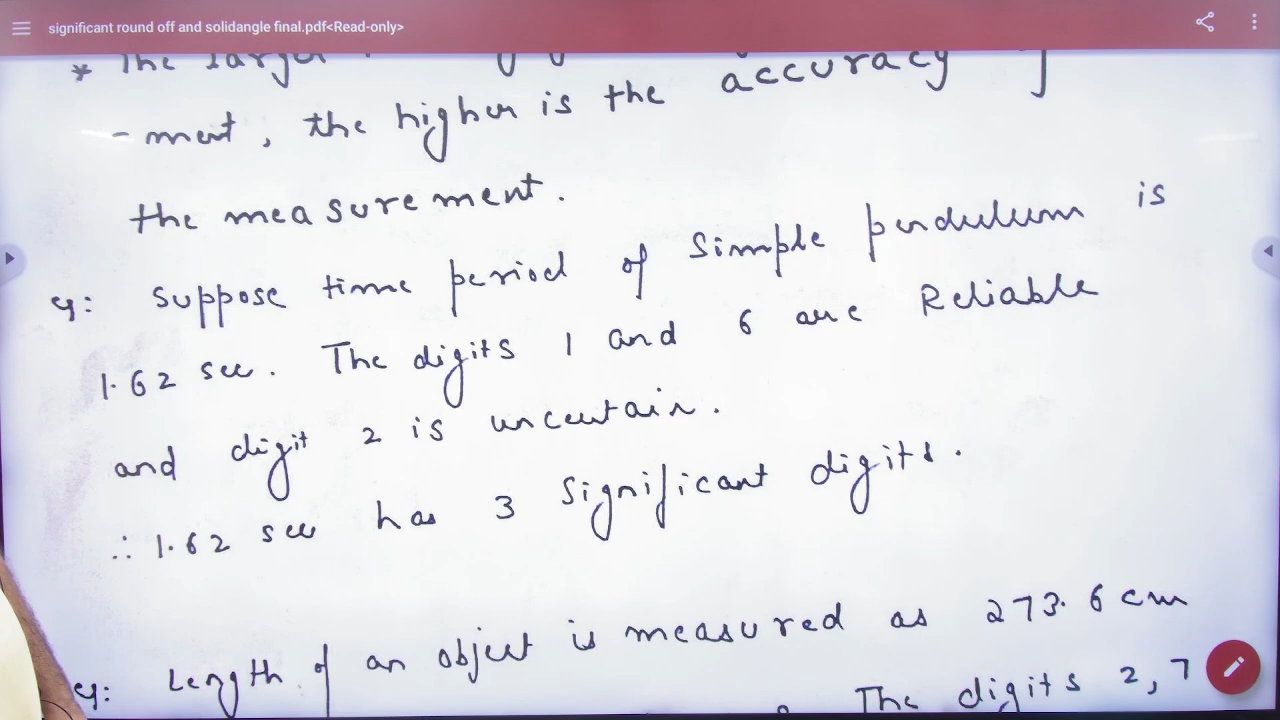 significant round off and solidangle final.pdf<Read-only>
* The larger
- ment, the higher is the accuracy of
the measurement.
eg: Suppose time period of simple pendulum is
1.62 sec. The digits 1 and 6 are Reliable
and digit 2 is uncertain.
∴ 1.62 sec has 3 significant digits.
eg: Length of an object is measured as 273.6 cm
The digits 2, 7